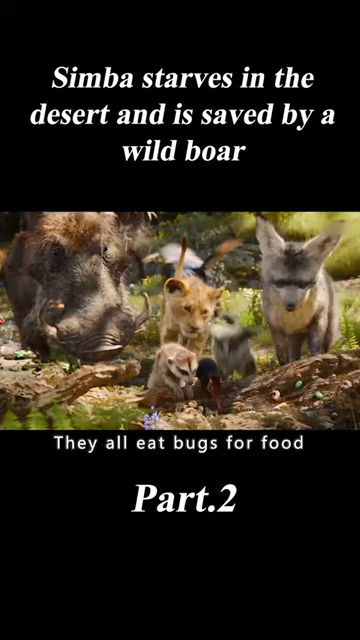 Simba starves in the
desert and is saved by a
wild boar
They all eat bugs for food
Part.2